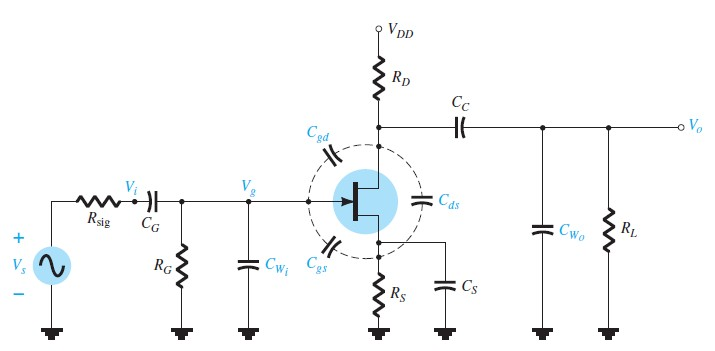 V_DD
R_D
C_C
V_o
C_gd
V_i
V_g
C_ds
R_sig
C_G
C_Wo
R_L
+
V_s
R_G
C_Wi
C_gs
R_S
C_S
−